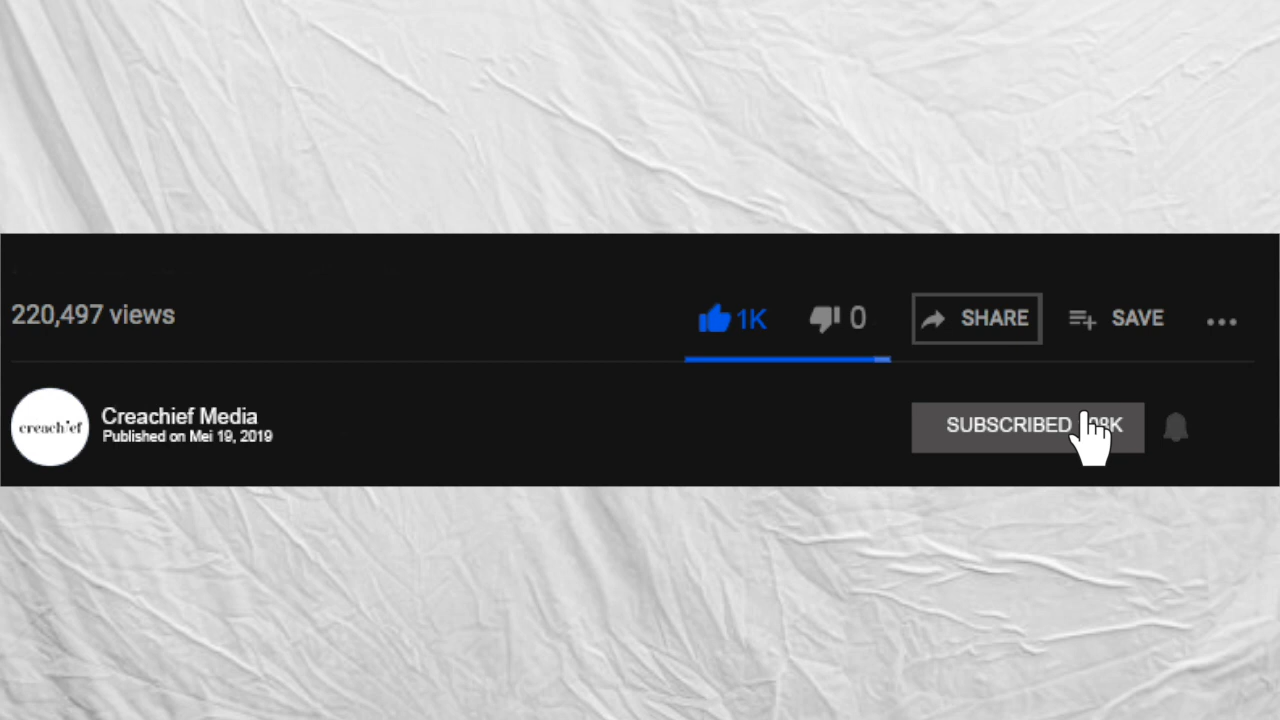 220,497 views
1K
0
SHARE
SAVE
creachief
Creachief Media
Published on Mei 19, 2019
SUBSCRIBED